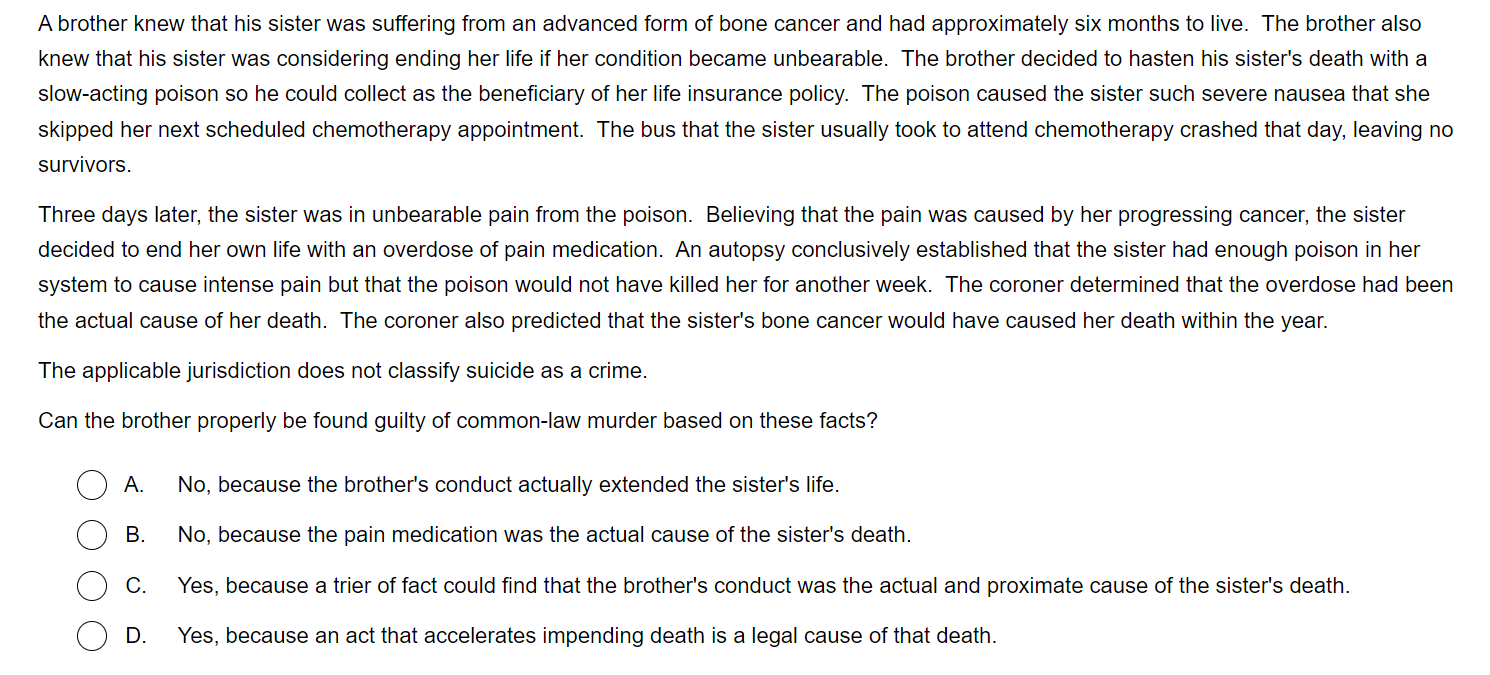 A brother knew that his sister was suffering from an advanced form of bone cancer and had approximately six months to live.  The brother also
knew that his sister was considering ending her life if her condition became unbearable.  The brother decided to hasten his sister's death with a
slow-acting poison so he could collect as the beneficiary of her life insurance policy.  The poison caused the sister such severe nausea that she
skipped her next scheduled chemotherapy appointment.  The bus that the sister usually took to attend chemotherapy crashed that day, leaving no
survivors.
Three days later, the sister was in unbearable pain from the poison.  Believing that the pain was caused by her progressing cancer, the sister
decided to end her own life with an overdose of pain medication.  An autopsy conclusively established that the sister had enough poison in her
system to cause intense pain but that the poison would not have killed her for another week.  The coroner determined that the overdose had been
the actual cause of her death.  The coroner also predicted that the sister's bone cancer would have caused her death within the year.
The applicable jurisdiction does not classify suicide as a crime.
Can the brother properly be found guilty of common-law murder based on these facts?
A. No, because the brother's conduct actually extended the sister's life.
B. No, because the pain medication was the actual cause of the sister's death.
C. Yes, because a trier of fact could find that the brother's conduct was the actual and proximate cause of the sister's death.
D. Yes, because an act that accelerates impending death is a legal cause of that death.